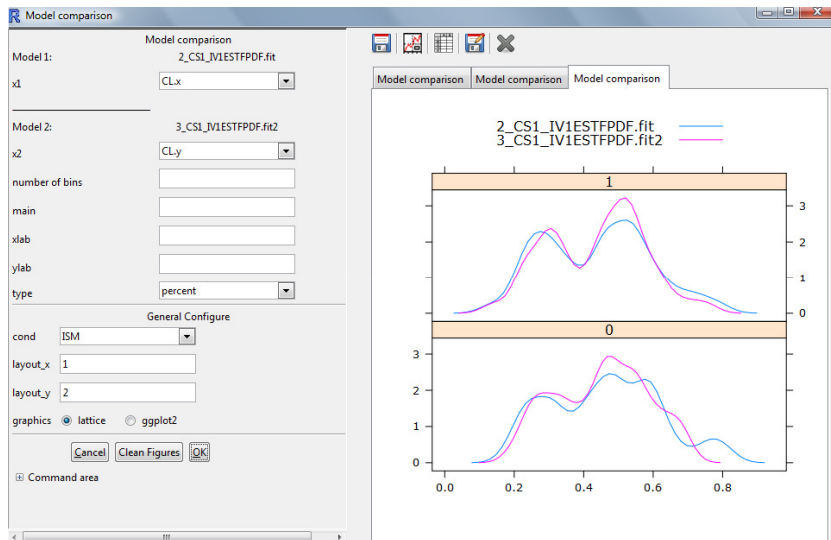 Model comparison
Model comparison
Model 1: 2_CS1_IV1ESTFPDF.fit
x1 CL.x
Model 2: 3_CS1_IV1ESTFPDF.fit2
x2 CL.y
number of bins
main
xlab
ylab
type percent
General Configure
cond ISM
layout_x 1
layout_y 2
graphics lattice ggplot2
Cancel Clean Figures OK
Command area
Model comparison Model comparison Model comparison
2_CS1_IV1ESTFPDF.fit
3_CS1_IV1ESTFPDF.fit2
1
3
2
1
0
0
3
2
1
0
0.0 0.2 0.4 0.6 0.8